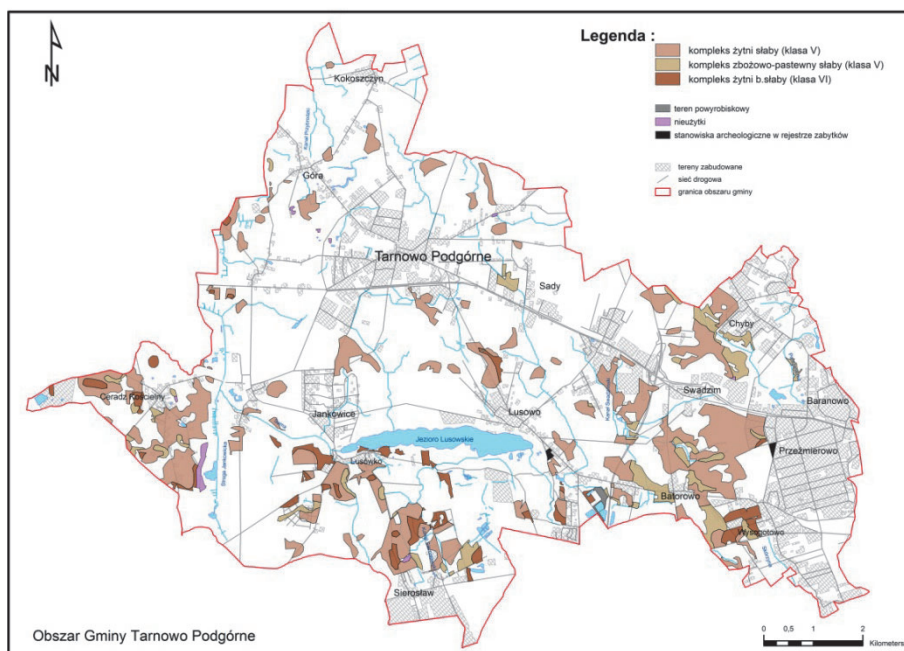 N
Legenda :
kompleks żytni słaby (klasa V)
kompleks zbożowo-pastewny słaby (klasa V)
kompleks żytni b.słaby (klasa VI)
teren powyrobiskowy
nieużytki
stanowiska archeologiczne w rejestrze zabytków
tereny zabudowane
sieć drogowa
granica obszaru gminy
Kokoszczyn
Góra
Tarnowo Podgórne
Sady
Chyby
Swadzim
Baranowo
Ceradz Kościelny
Jankowice
Lusowo
Jezioro Lusowskie
Lusówko
Przeźmierowo
Batorowo
Wysogotowo
Sierosław
Obszar Gminy Tarnowo Podgórne
0 0,5 1 2
Kilometers